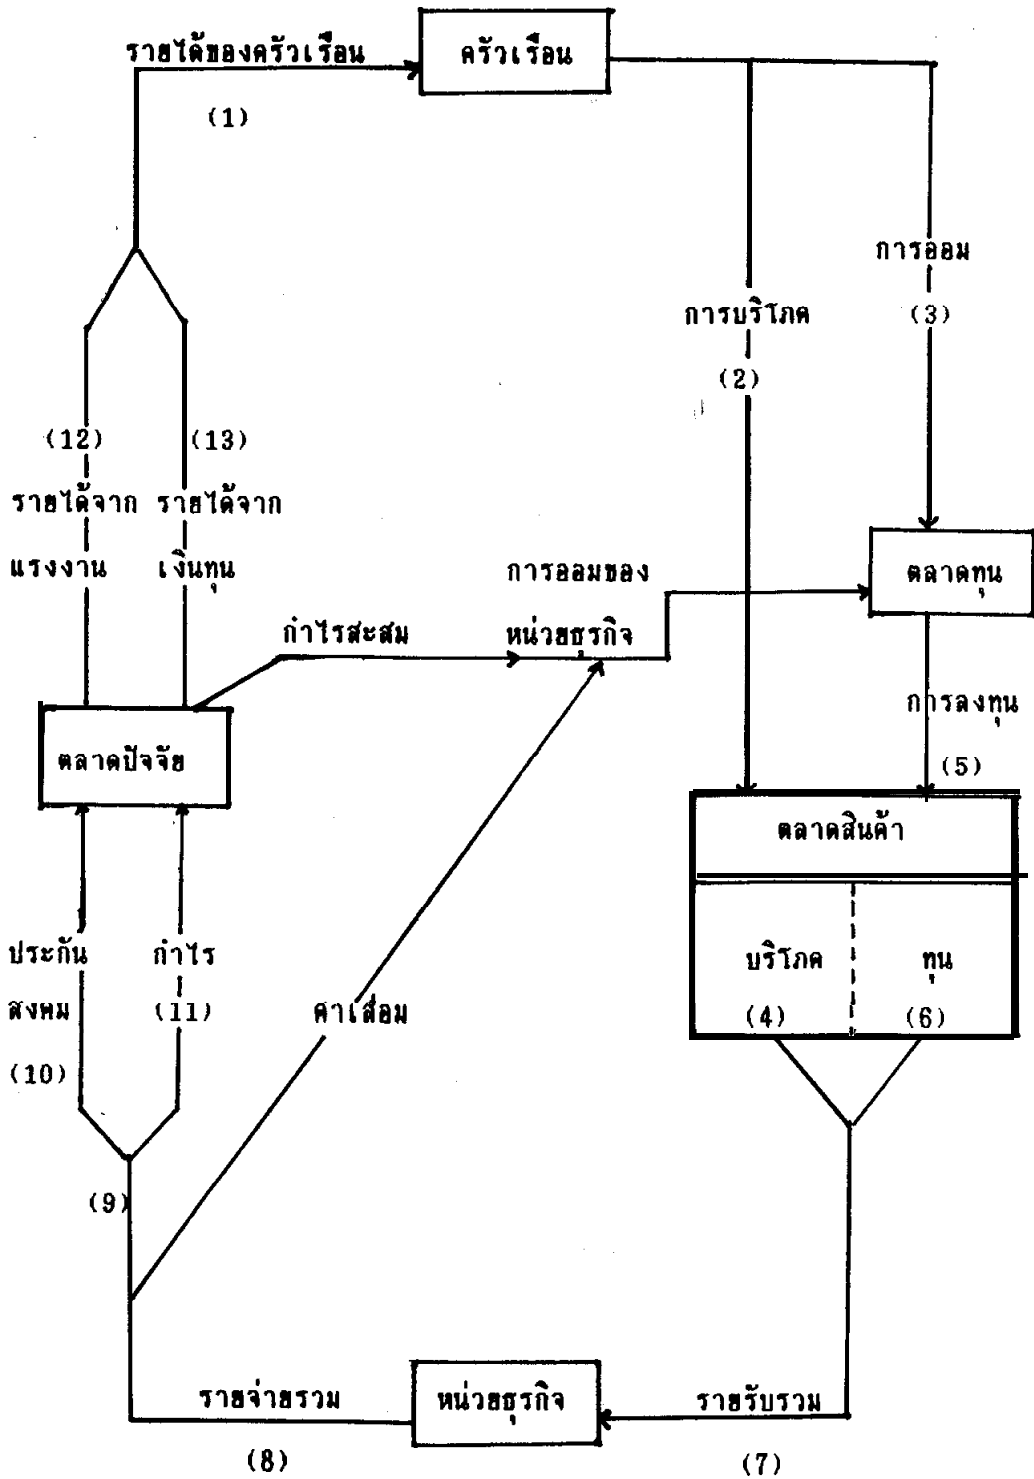 รายได้ของครัวเรือน
ครัวเรือน
(1)
การออม
(3)
การบริโภค
(2)
(12)
(13)
รายได้จาก
แรงงาน
รายได้จาก
เงินทุน
การออมของ
หน่วยธุรกิจ
ตลาดทุน
กำไรสะสม
การลงทุน
(5)
ตลาดปัจจัย
ตลาดสินค้า
ประกัน
สงคม
(10)
กำไร
(11)
คาเสื่อม
บริโภค
(4)
ทุน
(6)
(9)
รายจ่ายรวม
(8)
หน่วยธุรกิจ
รายรับรวม
(7)